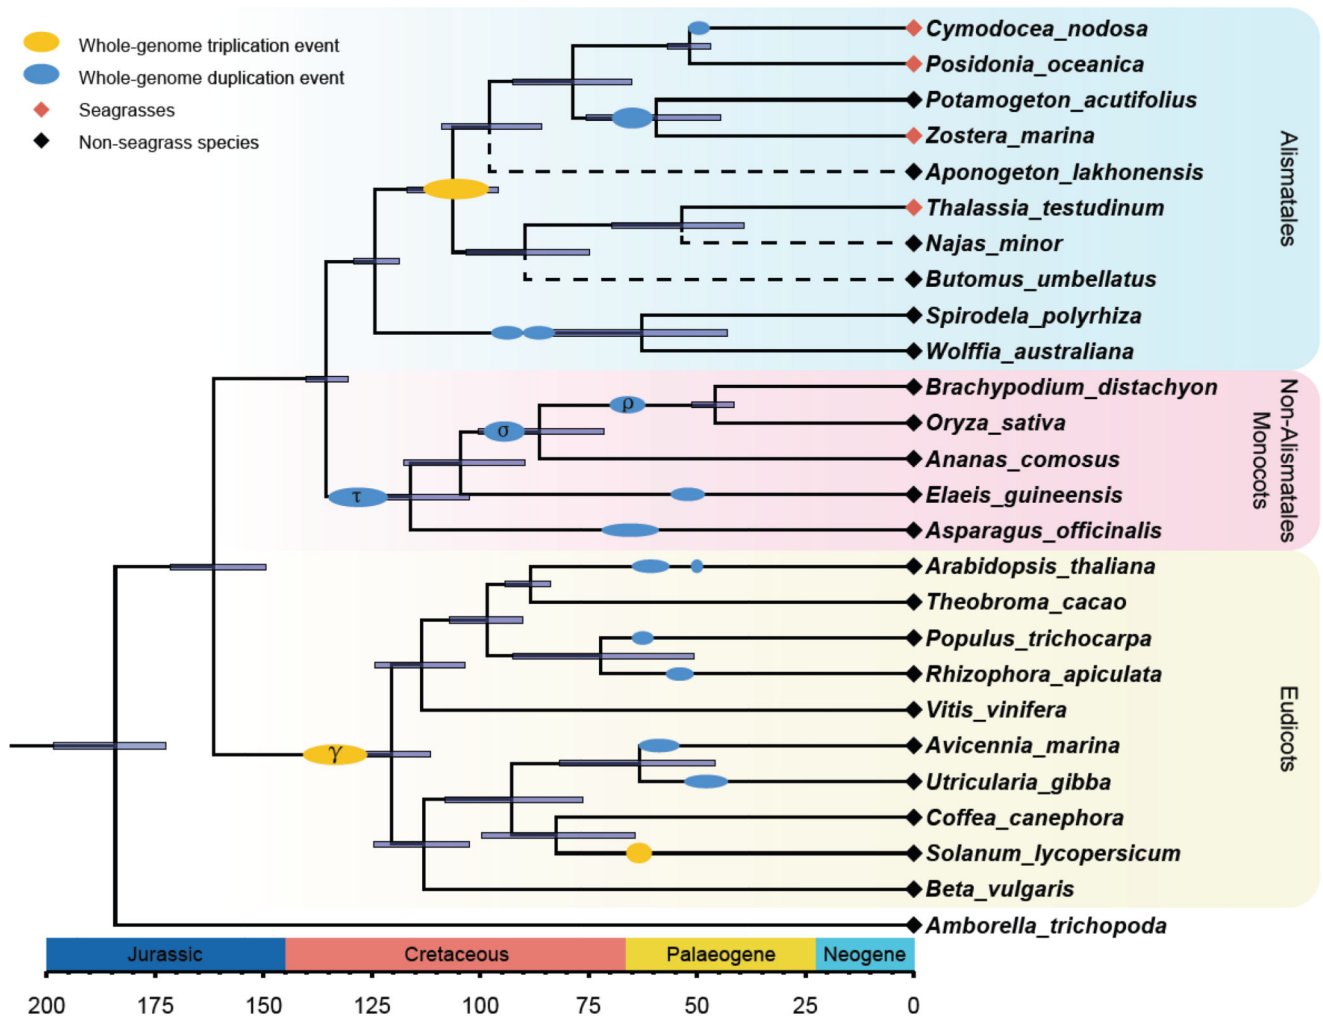 Whole-genome triplication event
Whole-genome duplication event
Seagrasses
Non-seagrass species
Cymodocea_nodosa
Posidonia_oceanica
Potamogeton_acutifolius
Zostera_marina
Aponogeton_lakhonensis
Thalassia_testudinum
Najas_minor
Butomus_umbellatus
Spirodela_polyrhiza
Wolffia_australiana
Alismatales
Brachypodium_distachyon
Oryza_sativa
Ananas_comosus
Elaeis_guineensis
Asparagus_officinalis
Non-Alismatales
Monocots
ρ
σ
τ
Arabidopsis_thaliana
Theobroma_cacao
Populus_trichocarpa
Rhizophora_apiculata
Vitis_vinifera
Avicennia_marina
Utricularia_gibba
Coffea_canephora
Solanum_lycopersicum
Beta_vulgaris
Eudicots
γ
Amborella_trichopoda
Jurassic Cretaceous Palaeogene Neogene
200 175 150 125 100 75 50 25 0